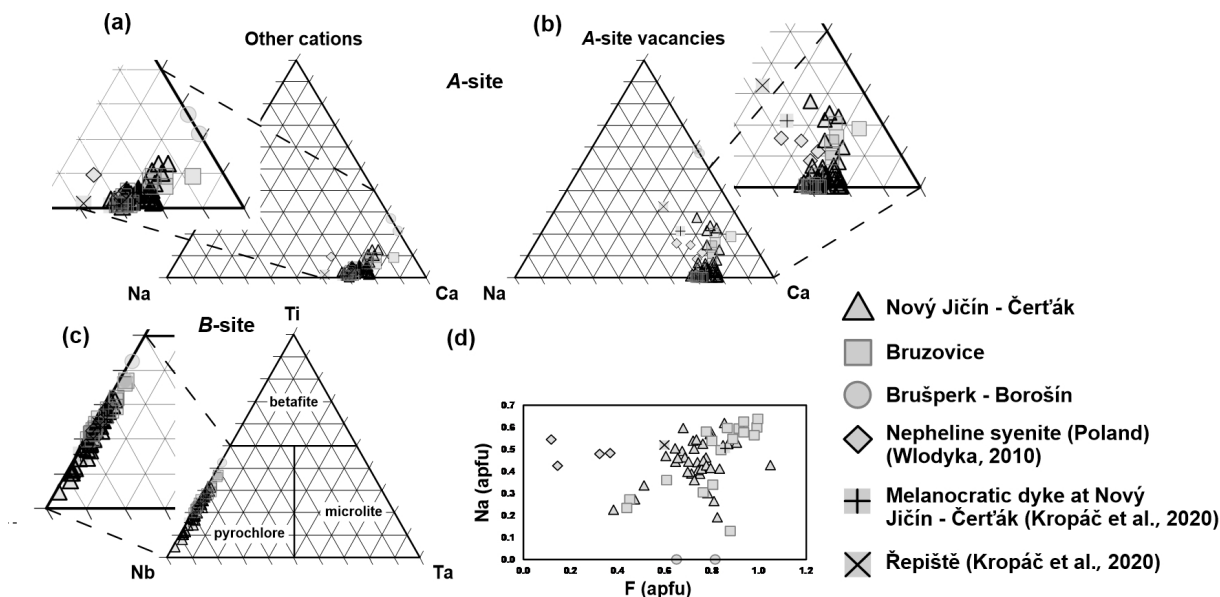 (a)
Other cations
A-site
Na
Ca
(b)
A-site vacancies
Na
Ca
(c)
B-site
Ti
betafite
pyrochlore
microlite
Nb
Ta
(d)
Na (apfu)
0.7
0.6
0.5
0.4
0.3
0.2
0.1
0.0
0.0 0.2 0.4 0.6 0.8 1.0 1.2
F (apfu)
Nový Jičín - Čerťák
Bruzovice
Brušperk - Borošín
Nepheline syenite (Poland)
(Wlodyka, 2010)
Melanocratic dyke at Nový
Jičín - Čerťák (Kropáč et al., 2020)
Řepiště (Kropáč et al., 2020)